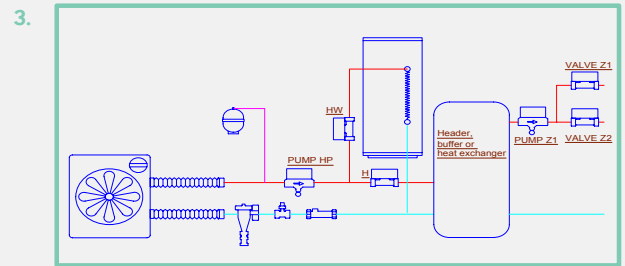 3.
VALVE Z1
HW
Header,
buffer or
heat exchanger
PUMP Z1
VALVE Z2
PUMP HP
H